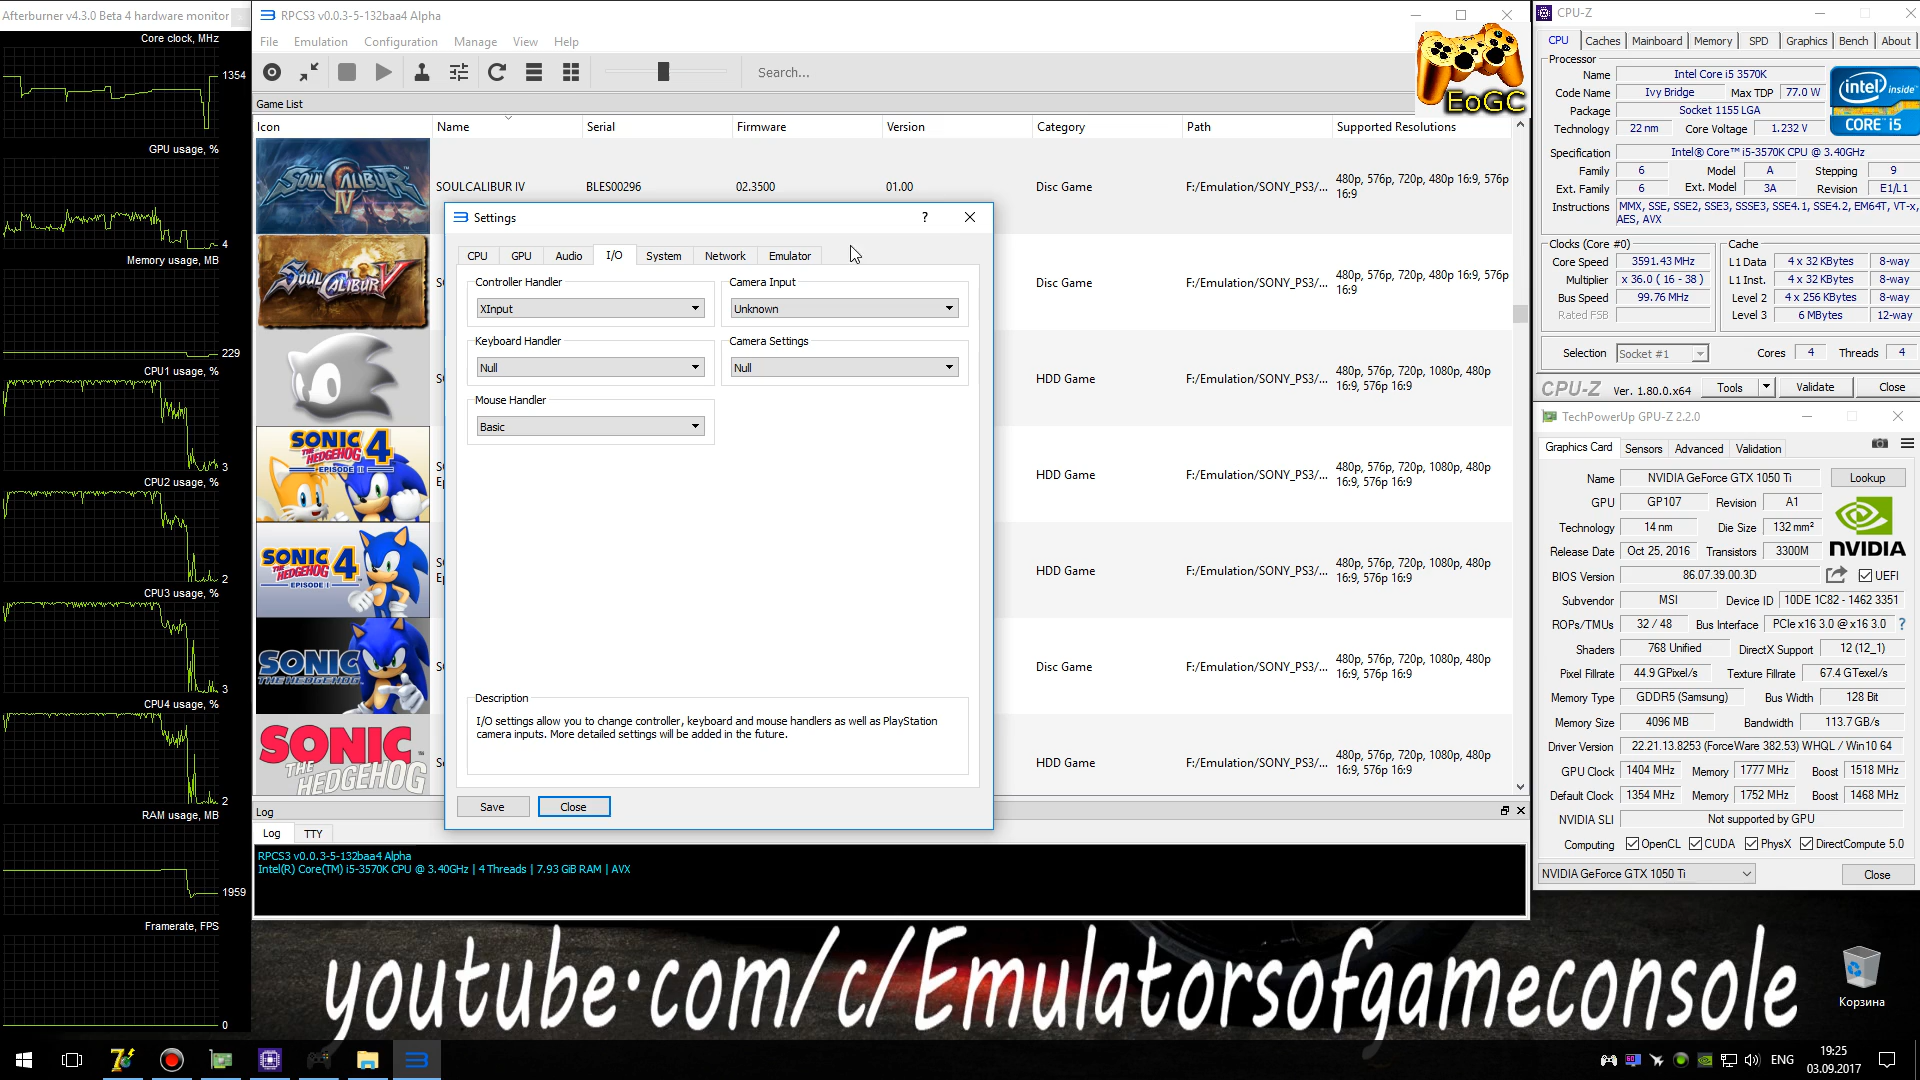 Afterburner v4.3.0 Beta 4 hardware monitor
Core clock, MHz
1354
GPU usage, %
4
Memory usage, MB
229
CPU1 usage, %
3
CPU2 usage, %
2
CPU3 usage, %
3
CPU4 usage, %
2
RAM usage, MB
1959
Framerate, FPS
0
RPCS3 v0.0.3-5-132baa4 Alpha
File Emulation Configuration Manage View Help
Search...
EoGC
Game List
Icon Name Serial Firmware Version Category Path Supported Resolutions
SOULCALIBUR IV
SOULCALIBUR IV BLES00296 02.3500 01.00 Disc Game F:/Emulation/SONY_PS3/... 480p, 576p, 720p, 480p 16:9, 576p
16:9
SOULCALIBUR V
Disc Game F:/Emulation/SONY_PS3/... 480p, 576p, 720p, 480p 16:9, 576p
16:9
HDD Game F:/Emulation/SONY_PS3/... 480p, 576p, 720p, 1080p, 480p
16:9, 576p 16:9
SONIC 4
THE HEDGEHOG
EPISODE II
HDD Game F:/Emulation/SONY_PS3/... 480p, 576p, 720p, 1080p, 480p
16:9, 576p 16:9
SONIC 4
THE HEDGEHOG
EPISODE I
HDD Game F:/Emulation/SONY_PS3/... 480p, 576p, 720p, 1080p, 480p
16:9, 576p 16:9
SONIC
THE HEDGEHOG
Disc Game F:/Emulation/SONY_PS3/... 480p, 576p, 720p, 1080p, 480p
16:9, 576p 16:9
SONIC
THE
HEDGEHOG
HDD Game F:/Emulation/SONY_PS3/... 480p, 576p, 720p, 1080p, 480p
16:9, 576p 16:9
Settings ?
CPU GPU Audio I/O System Network Emulator
Controller Handler
XInput
Camera Input
Unknown
Keyboard Handler
Null
Camera Settings
Null
Mouse Handler
Basic
Description
I/O settings allow you to change controller, keyboard and mouse handlers as well as PlayStation
camera inputs. More detailed settings will be added in the future.
Save Close
Log
Log TTY
RPCS3 v0.0.3-5-132baa4 Alpha
Intel(R) Core(TM) i5-3570K CPU @ 3.40GHz | 4 Threads | 7.93 GiB RAM | AVX
CPU-Z
CPU Caches Mainboard Memory SPD Graphics Bench About
Processor
Name Intel Core i5 3570K
Code Name Ivy Bridge Max TDP 77.0 W
Package Socket 1155 LGA
Technology 22 nm Core Voltage 1.232 V
intel inside
CORE i5
Specification Intel® Core™ i5-3570K CPU @ 3.40GHz
Family 6 Model A Stepping 9
Ext. Family 6 Ext. Model 3A Revision E1/L1
Instructions MMX, SSE, SSE2, SSE3, SSSE3, SSE4.1, SSE4.2, EM64T, VT-x,
AES, AVX
Clocks (Core #0)
Core Speed 3591.43 MHz
Multiplier x 36.0 ( 16 - 38 )
Bus Speed 99.76 MHz
Rated FSB
Cache
L1 Data 4 x 32 KBytes 8-way
L1 Inst. 4 x 32 KBytes 8-way
Level 2 4 x 256 KBytes 8-way
Level 3 6 MBytes 12-way
Selection Socket #1 Cores 4 Threads 4
CPU-Z Ver. 1.80.0.x64 Tools Validate Close
TechPowerUp GPU-Z 2.2.0
Graphics Card Sensors Advanced Validation
Name NVIDIA GeForce GTX 1050 Ti Lookup
GPU GP107 Revision A1
Technology 14 nm Die Size 132 mm²
Release Date Oct 25, 2016 Transistors 3300M
NVIDIA
BIOS Version 86.07.39.00.3D UEFI
Subvendor MSI Device ID 10DE 1C82 - 1462 3351
ROPs/TMUs 32 / 48 Bus Interface PCIe x16 3.0 @ x16 3.0 ?
Shaders 768 Unified DirectX Support 12 (12_1)
Pixel Fillrate 44.9 GPixel/s Texture Fillrate 67.4 GTexel/s
Memory Type GDDR5 (Samsung) Bus Width 128 Bit
Memory Size 4096 MB Bandwidth 113.7 GB/s
Driver Version 22.21.13.8253 (ForceWare 382.53) WHQL / Win10 64
GPU Clock 1404 MHz Memory 1777 MHz Boost 1518 MHz
Default Clock 1354 MHz Memory 1752 MHz Boost 1468 MHz
NVIDIA SLI Not supported by GPU
Computing OpenCL CUDA PhysX DirectCompute 5.0
NVIDIA GeForce GTX 1050 Ti Close
youtube.com/c/Emulatorsofgameconsole
Корзина
ENG
19:25
03.09.2017